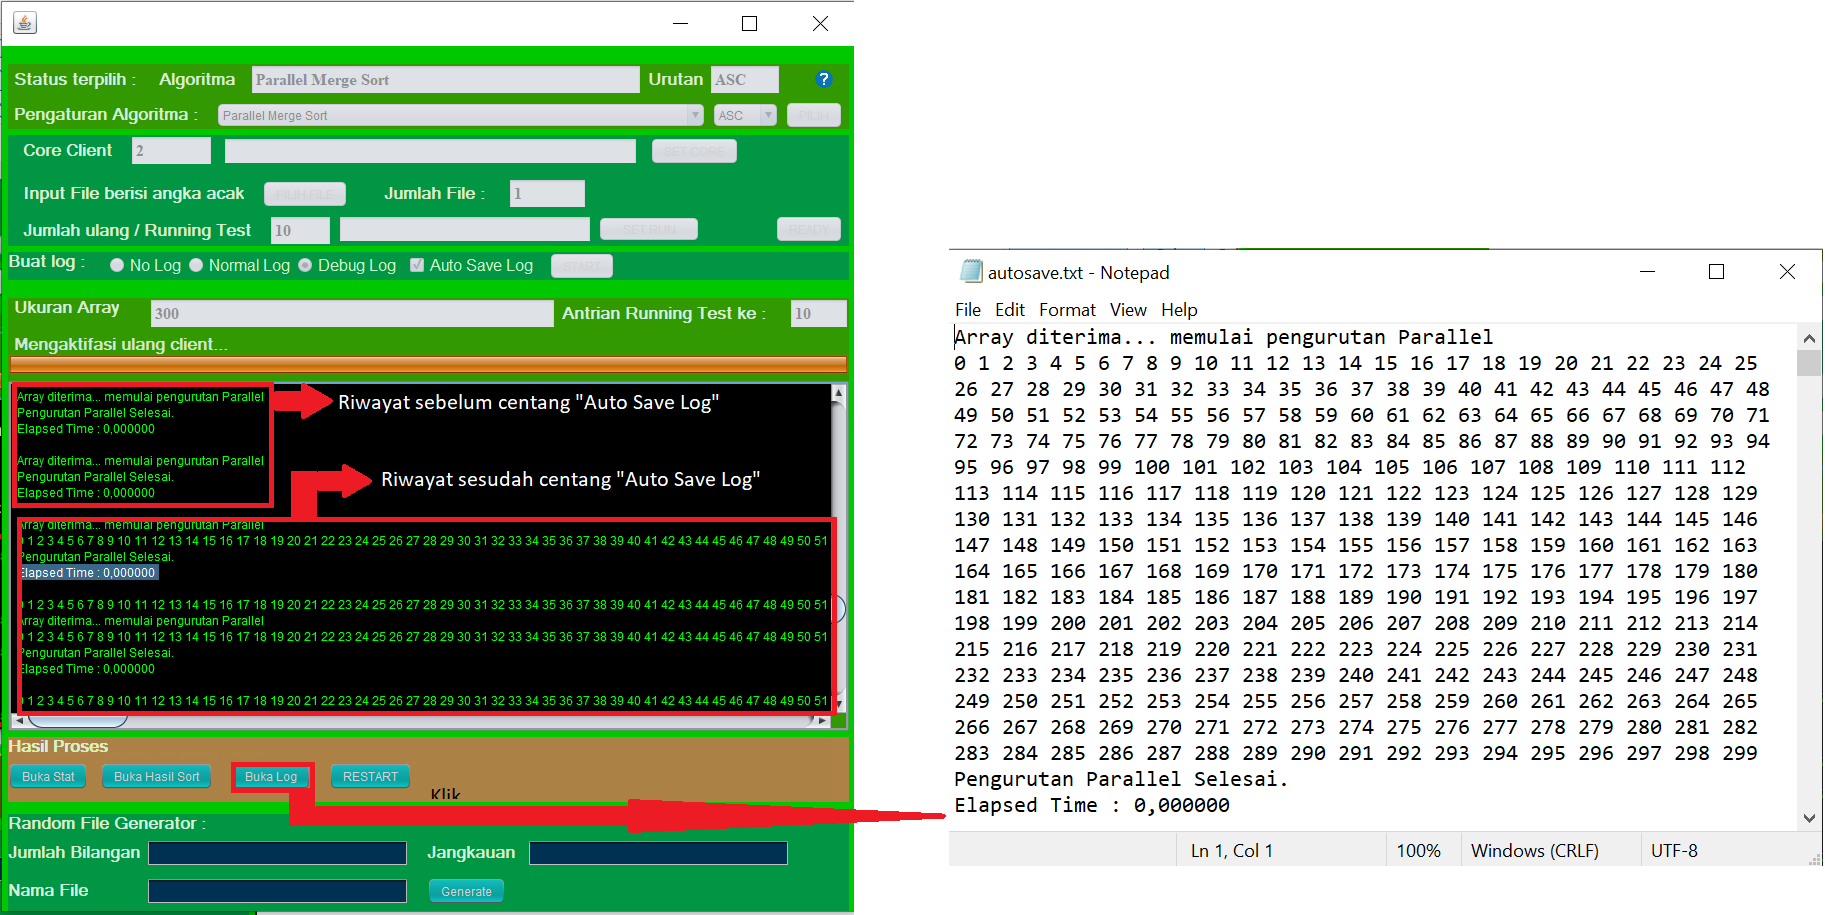 Status terpilih : Algoritma Parallel Merge Sort Urutan ASC ?
Pengaturan Algoritma : Parallel Merge Sort ASC PILIH
Core Client 2 SET CORE
Input File berisi angka acak PILIH FILE Jumlah File : 1
Jumlah ulang / Running Test 10 SET RUN READY
Buat log : No Log Normal Log Debug Log Auto Save Log START
Ukuran Array 300 Antrian Running Test ke : 10
Mengaktifasi ulang client...
Array diterima... memulai pengurutan Parallel
Pengurutan Parallel Selesai.
Elapsed Time : 0,000000
Array diterima... memulai pengurutan Parallel
Pengurutan Parallel Selesai.
Elapsed Time : 0,000000
Riwayat sebelum centang "Auto Save Log"
Riwayat sesudah centang "Auto Save Log"
Array diterima... memulai pengurutan Parallel
0 1 2 3 4 5 6 7 8 9 10 11 12 13 14 15 16 17 18 19 20 21 22 23 24 25 26 27 28 29 30 31 32 33 34 35 36 37 38 39 40 41 42 43 44 45 46 47 48 49 50 51
Pengurutan Parallel Selesai.
Elapsed Time : 0,000000
0 1 2 3 4 5 6 7 8 9 10 11 12 13 14 15 16 17 18 19 20 21 22 23 24 25 26 27 28 29 30 31 32 33 34 35 36 37 38 39 40 41 42 43 44 45 46 47 48 49 50 51
Array diterima... memulai pengurutan Parallel
0 1 2 3 4 5 6 7 8 9 10 11 12 13 14 15 16 17 18 19 20 21 22 23 24 25 26 27 28 29 30 31 32 33 34 35 36 37 38 39 40 41 42 43 44 45 46 47 48 49 50 51
Pengurutan Parallel Selesai.
Elapsed Time : 0,000000
0 1 2 3 4 5 6 7 8 9 10 11 12 13 14 15 16 17 18 19 20 21 22 23 24 25 26 27 28 29 30 31 32 33 34 35 36 37 38 39 40 41 42 43 44 45 46 47 48 49 50 51
Hasil Proses
Buka Stat Buka Hasil Sort Buka Log RESTART
Klik
Random File Generator :
Jumlah Bilangan Jangkauan
Nama File Generate
autosave.txt - Notepad
File Edit Format View Help
Array diterima... memulai pengurutan Parallel
0 1 2 3 4 5 6 7 8 9 10 11 12 13 14 15 16 17 18 19 20 21 22 23 24 25
26 27 28 29 30 31 32 33 34 35 36 37 38 39 40 41 42 43 44 45 46 47 48
49 50 51 52 53 54 55 56 57 58 59 60 61 62 63 64 65 66 67 68 69 70 71
72 73 74 75 76 77 78 79 80 81 82 83 84 85 86 87 88 89 90 91 92 93 94
95 96 97 98 99 100 101 102 103 104 105 106 107 108 109 110 111 112
113 114 115 116 117 118 119 120 121 122 123 124 125 126 127 128 129
130 131 132 133 134 135 136 137 138 139 140 141 142 143 144 145 146
147 148 149 150 151 152 153 154 155 156 157 158 159 160 161 162 163
164 165 166 167 168 169 170 171 172 173 174 175 176 177 178 179 180
181 182 183 184 185 186 187 188 189 190 191 192 193 194 195 196 197
198 199 200 201 202 203 204 205 206 207 208 209 210 211 212 213 214
215 216 217 218 219 220 221 222 223 224 225 226 227 228 229 230 231
232 233 234 235 236 237 238 239 240 241 242 243 244 245 246 247 248
249 250 251 252 253 254 255 256 257 258 259 260 261 262 263 264 265
266 267 268 269 270 271 272 273 274 275 276 277 278 279 280 281 282
283 284 285 286 287 288 289 290 291 292 293 294 295 296 297 298 299
Pengurutan Parallel Selesai.
Elapsed Time : 0,000000
Ln 1, Col 1 100% Windows (CRLF) UTF-8